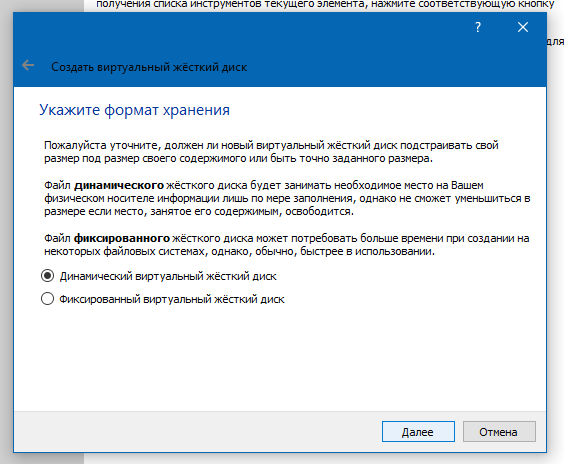 получения списка инструментов текущего элемента, нажмите соответствующую кнопку
?
для
Создать виртуальный жёсткий диск
Укажите формат хранения
Пожалуйста уточните, должен ли новый виртуальный жёсткий диск подстраивать свой
размер под размер своего содержимого или быть точно заданного размера.
Файл динамического жёсткого диска будет занимать необходимое место на Вашем
физическом носителе информации лишь по мере заполнения, однако не сможет уменьшиться в
размере если место, занятое его содержимым, освободится.
Файл фиксированного жёсткого диска может потребовать больше времени при создании на
некоторых файловых системах, однако, обычно, быстрее в использовании.
Динамический виртуальный жёсткий диск
Фиксированный виртуальный жёсткий диск
Далее
Отмена